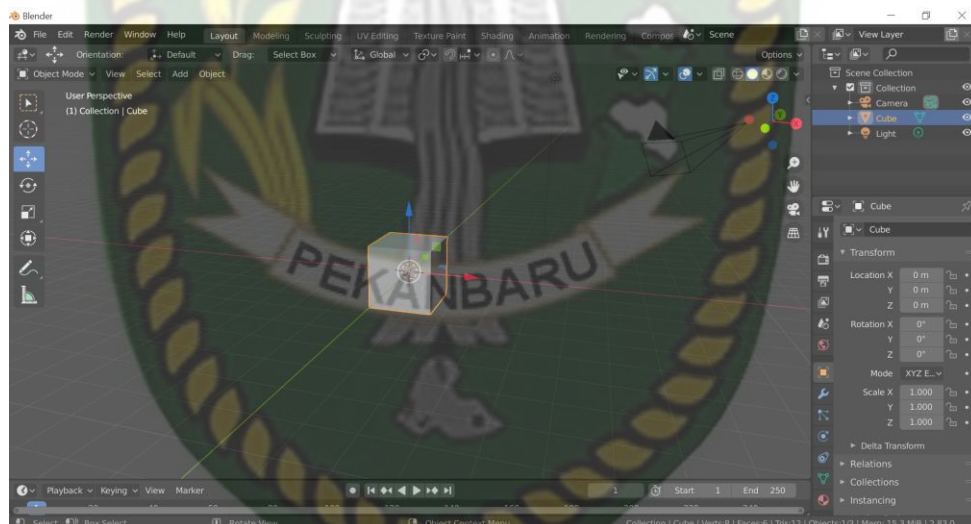 Blender
File Edit Render Window Help Layout Modeling Sculpting UV Editing Texture Paint Shading Animation Rendering Compos Scene View Layer
Orientation: Default Drag: Select Box Global Options
Object Mode View Select Add Object
User Perspective
(1) Collection | Cube
Z
X
Scene Collection
Collection
Camera
Cube
Light
Cube
Cube
Transform
Location X 0 m
Y 0 m
Z 0 m
Rotation X 0°
Y 0°
Z 0°
Mode XYZ E...
Scale X 1.000
Y 1.000
Z 1.000
Delta Transform
Relations
Collections
Instancing
PEKANBARU
Playback Keying View Marker 1 Start 1 End 250
Select Box Select Rotate View Object Context Menu